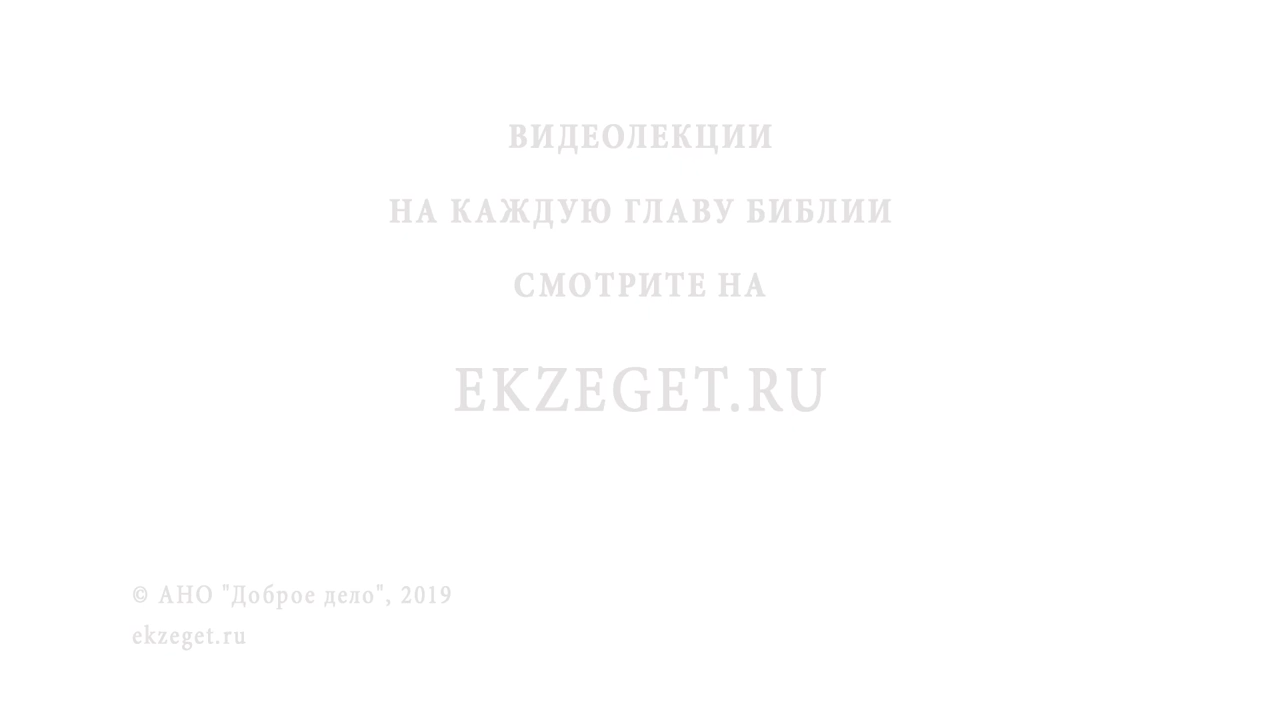 ВИДЕОЛЕКЦИИ
НА КАЖДУЮ ГЛАВУ БИБЛИИ
СМОТРИТЕ НА
EKZEGET.RU
© АНО "Доброе дело", 2019
ekzeget.ru